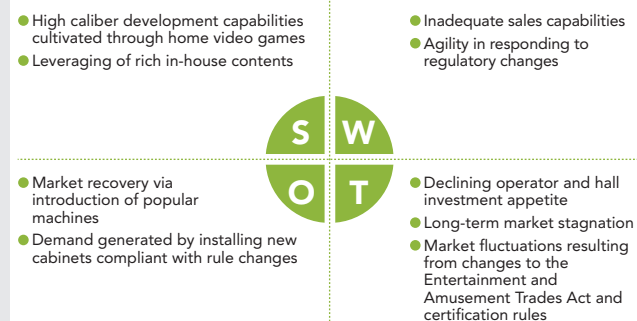 ● High caliber development capabilities
cultivated through home video games
● Leveraging of rich in-house contents
● Inadequate sales capabilities
● Agility in responding to
regulatory changes
S W
O T
● Market recovery via
introduction of popular
machines
● Demand generated by installing new
cabinets compliant with rule changes
● Declining operator and hall
investment appetite
● Long-term market stagnation
● Market fluctuations resulting
from changes to the
Entertainment and
Amusement Trades Act and
certification rules